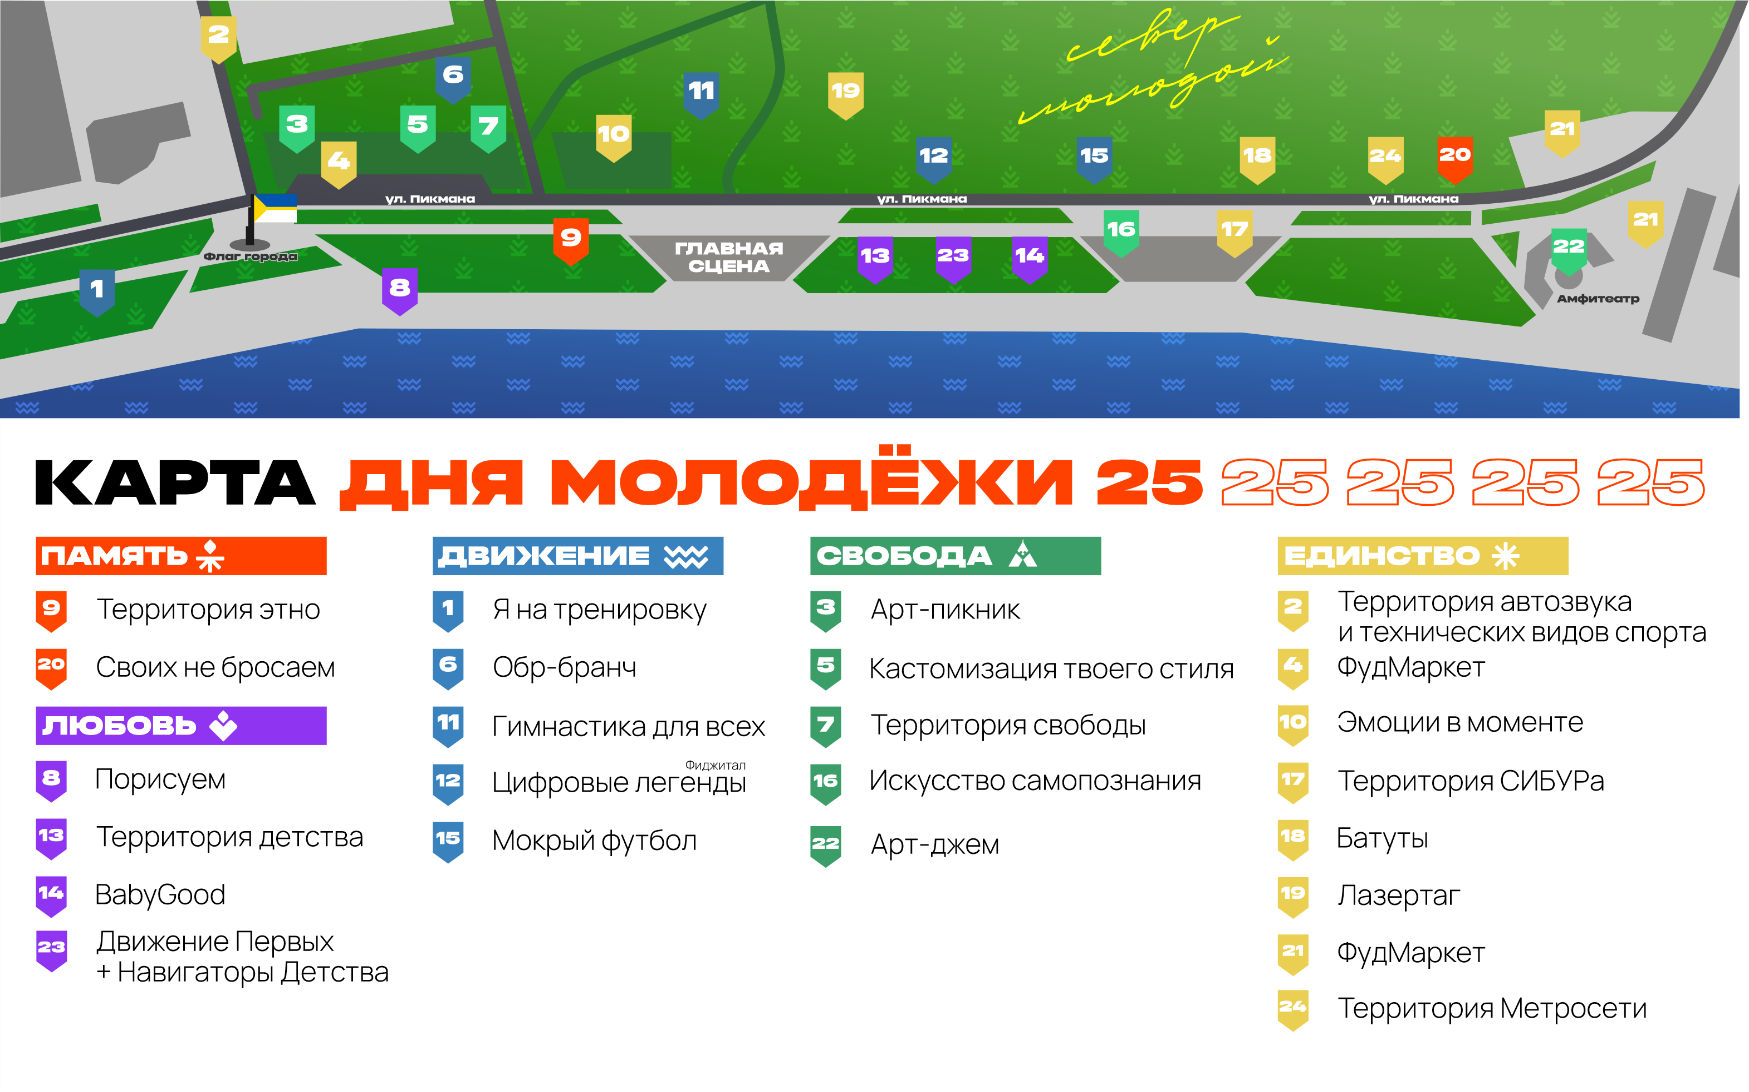 север
молодой
2
6
11
19
3
5
7
10
21
4
12
15
18
24
20
ул. Пикмана
ул. Пикмана
ул. Пикмана
9
ГЛАВНАЯ
СЦЕНА
16
17
21
Флаг города
13
23
14
22
1
8
Амфитеатр
КАРТА ДНЯ МОЛОДЁЖИ 25 25 25 25 25
ПАМЯТЬ
9 Территория этно
20 Своих не бросаем
ЛЮБОВЬ
8 Порисуем
13 Территория детства
14 BabyGood
23 Движение Первых
+ Навигаторы Детства
ДВИЖЕНИЕ
1 Я на тренировку
6 Обр-бранч
11 Гимнастика для всех
Фиджитал
12 Цифровые легенды
15 Мокрый футбол
СВОБОДА
3 Арт-пикник
5 Кастомизация твоего стиля
7 Территория свободы
16 Искусство самопознания
22 Арт-джем
ЕДИНСТВО
2 Территория автозвука
и технических видов спорта
4 ФудМаркет
10 Эмоции в моменте
17 Территория СИБУРа
18 Батуты
19 Лазертаг
21 ФудМаркет
24 Территория Метросети